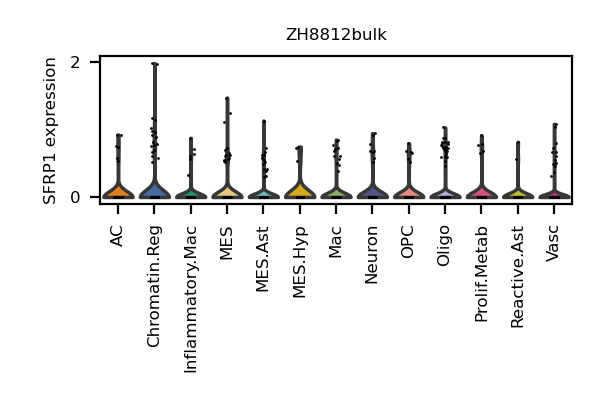 ZH8812bulk
SFRP1 expression
2
0
AC
Chromatin.Reg
Inflammatory.Mac
MES
MES.Ast
MES.Hyp
Mac
Neuron
OPC
Oligo
Prolif.Metab
Reactive.Ast
Vasc